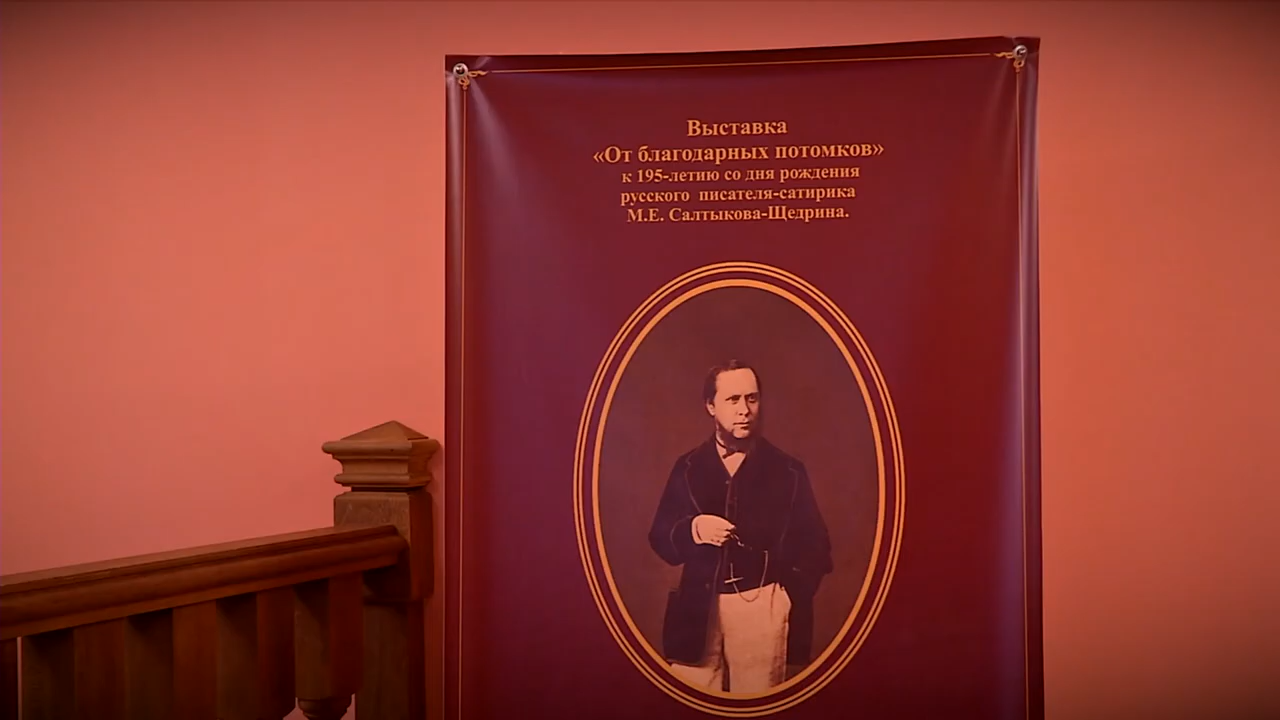 Выставка
«От благодарных потомков»
к 195-летию со дня рождения
русского писателя-сатирика
М.Е. Салтыкова-Щедрина.